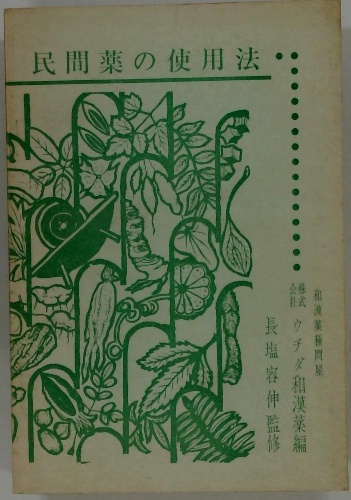 民間薬の使用法
和漢薬種問屋
株式会社 ウチダ和漢薬編
長塩容伸監修